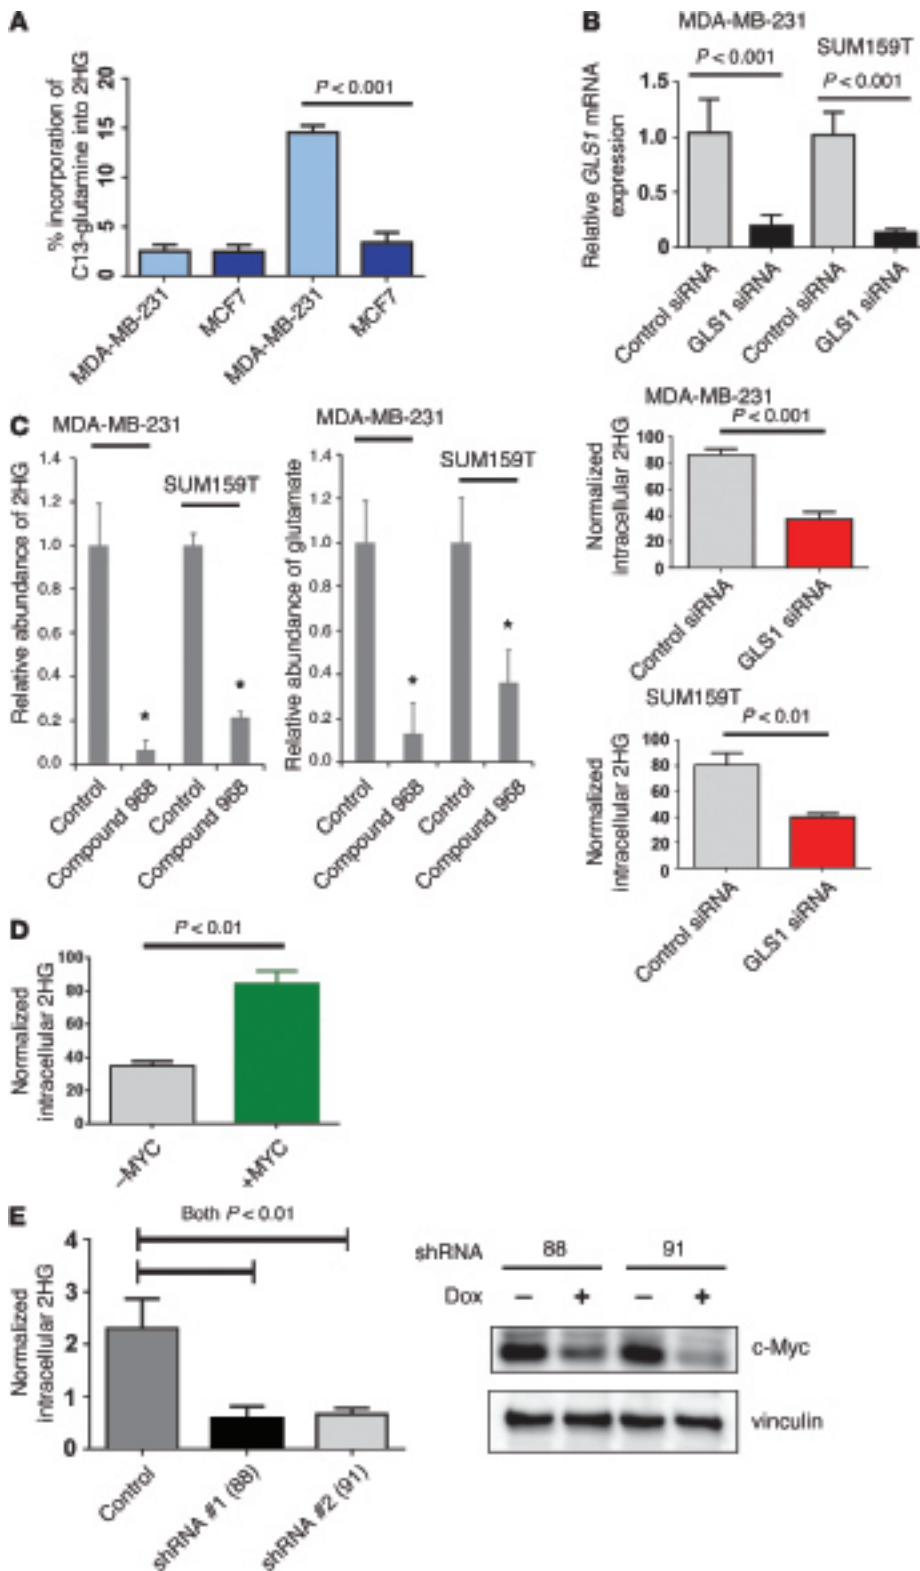 A
% incorporation of
C13-glutamine into 2HG
20
15
10
5
0
P < 0.001
MDA-MB-231
MCF7
MDA-MB-231
MCF7
B
MDA-MB-231
SUM159T
P < 0.001
P < 0.001
Relative GLS1 mRNA
expression
1.5
1.0
0.5
0
Control siRNA
GLS1 siRNA
Control siRNA
GLS1 siRNA
MDA-MB-231
P < 0.001
Normalized
intracellular 2HG
100
80
60
40
20
0
Control siRNA
GLS1 siRNA
SUM159T
P < 0.01
Normalized
intracellular 2HG
100
80
60
40
20
0
Control siRNA
GLS1 siRNA
C
MDA-MB-231
SUM159T
Relative abundance of 2HG
1.4
1.2
1.0
0.8
0.6
0.4
0.2
0.0
*
*
Control
Compound 968
Control
Compound 968
MDA-MB-231
SUM159T
Relative abundance of glutamate
1.4
1.2
1.0
0.8
0.6
0.4
0.2
0.0
*
*
Control
Compound 968
Control
Compound 968
D
P < 0.01
Normalized
intracellular 2HG
100
80
60
40
20
0
–MYC
+MYC
E
Both P < 0.01
Normalized
intracellular 2HG
4
3
2
1
0
Control
shRNA #1 (88)
shRNA #2 (91)
shRNA 88 91
Dox – + – +
c-Myc
vinculin